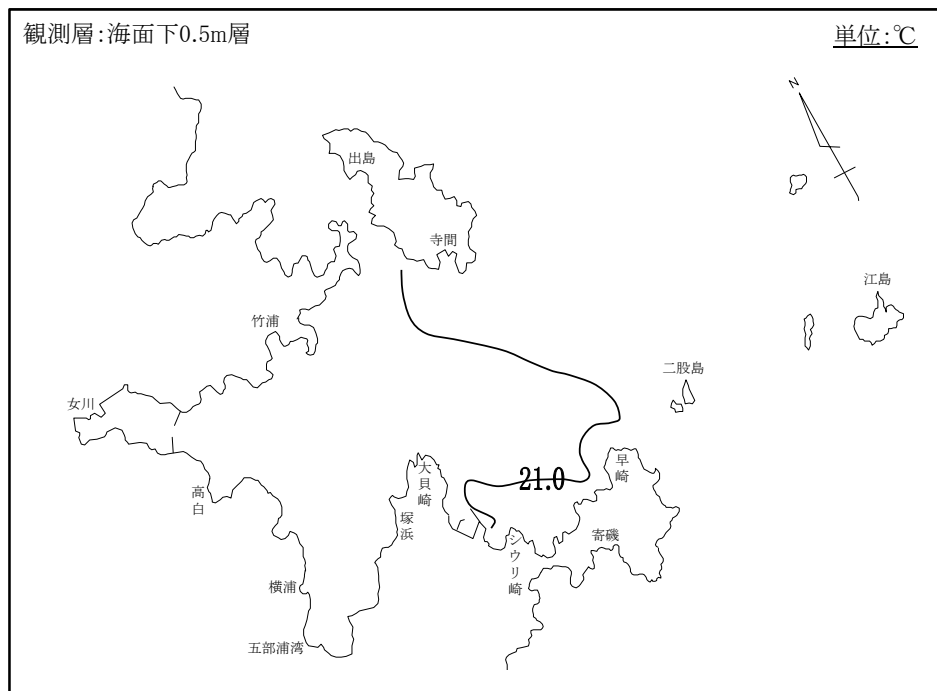 観測層:海面下0.5m層
単位:℃
N
出島
寺間
江島
竹浦
二股島
女川
大貝崎
早崎
21.0
高白
塚浜
寄磯
シウリ崎
横浦
五部浦湾